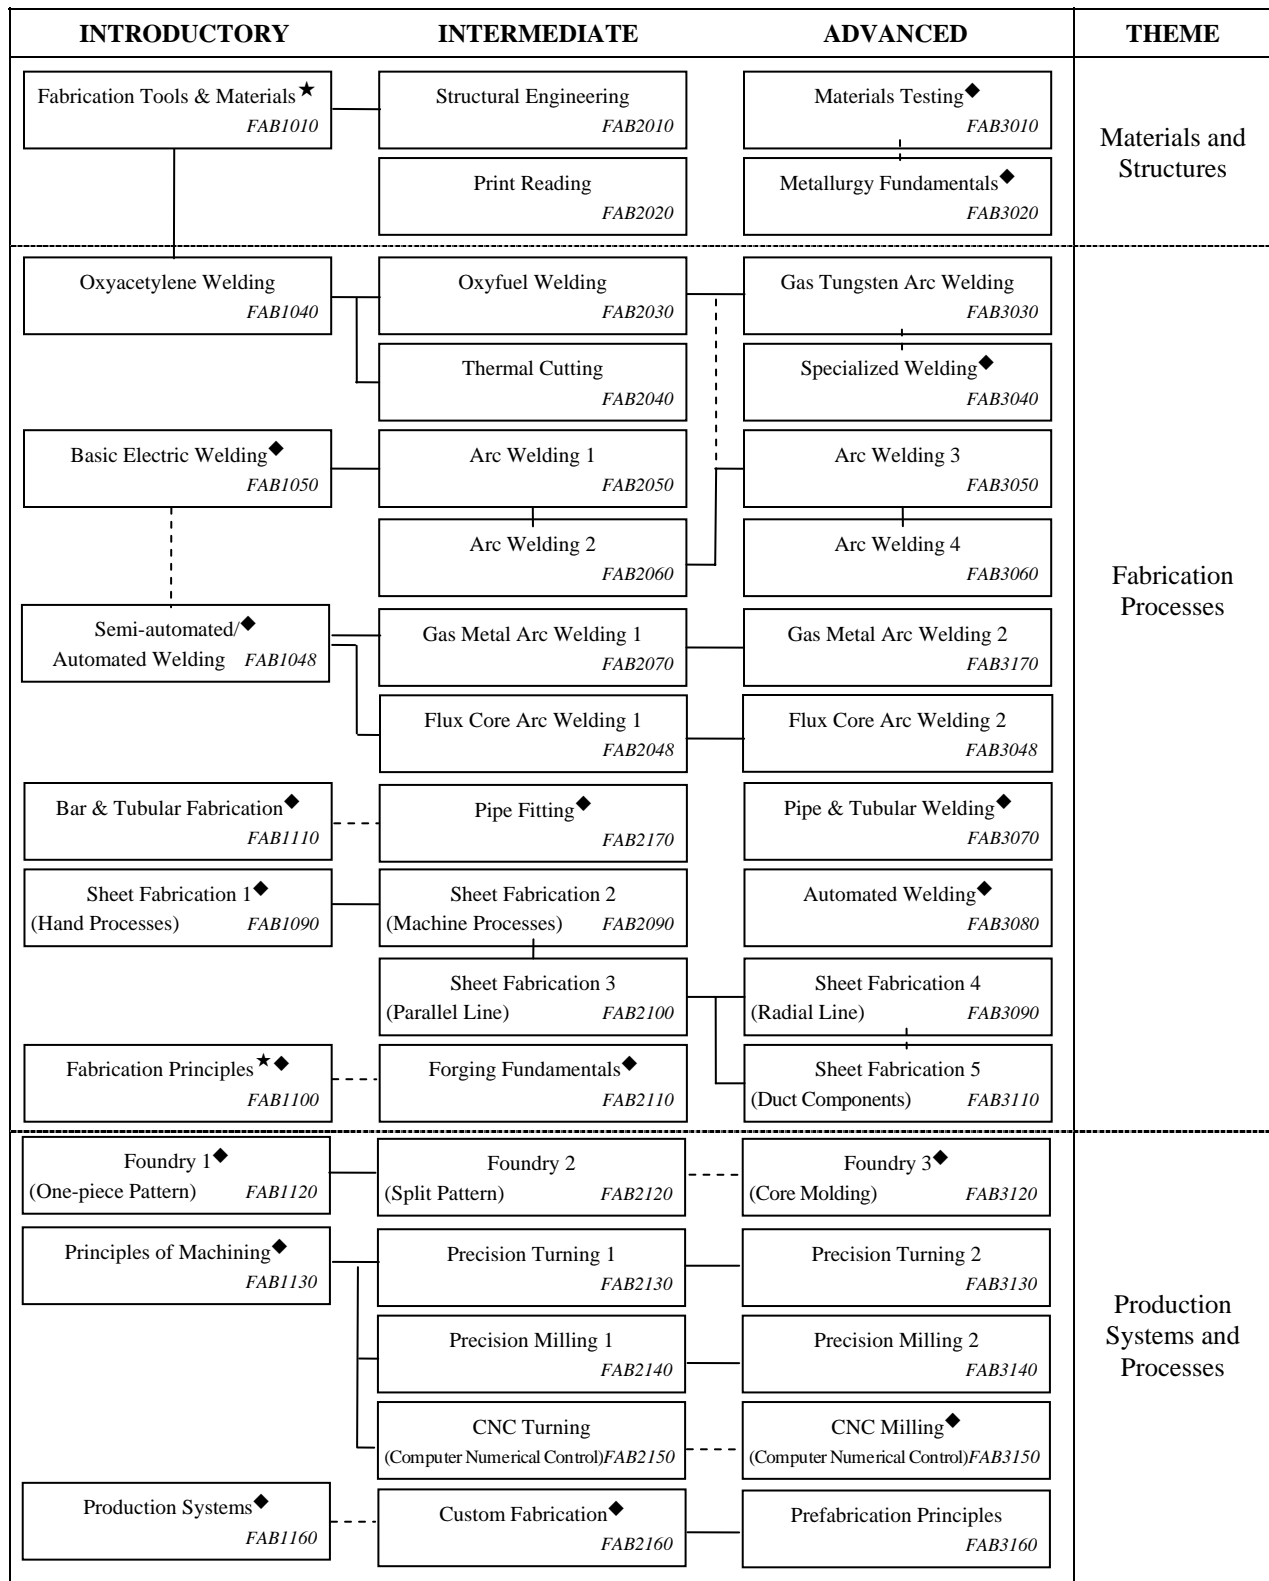 INTRODUCTORY INTERMEDIATE ADVANCED THEME
Fabrication Tools & Materials★
FAB1010
Structural Engineering
FAB2010
Materials Testing◆
FAB3010
Print Reading
FAB2020
Metallurgy Fundamentals◆
FAB3020
Materials and
Structures
Oxyacetylene Welding
FAB1040
Oxyfuel Welding
FAB2030
Gas Tungsten Arc Welding
FAB3030
Thermal Cutting
FAB2040
Specialized Welding◆
FAB3040
Basic Electric Welding◆
FAB1050
Arc Welding 1
FAB2050
Arc Welding 3
FAB3050
Arc Welding 2
FAB2060
Arc Welding 4
FAB3060
Semi-automated/◆
Automated Welding FAB1048
Gas Metal Arc Welding 1
FAB2070
Gas Metal Arc Welding 2
FAB3170
Flux Core Arc Welding 1
FAB2048
Flux Core Arc Welding 2
FAB3048
Bar & Tubular Fabrication◆
FAB1110
Pipe Fitting◆
FAB2170
Pipe & Tubular Welding◆
FAB3070
Sheet Fabrication 1◆
(Hand Processes) FAB1090
Sheet Fabrication 2
(Machine Processes) FAB2090
Automated Welding◆
FAB3080
Sheet Fabrication 3
(Parallel Line) FAB2100
Sheet Fabrication 4
(Radial Line) FAB3090
Fabrication Principles★◆
FAB1100
Forging Fundamentals◆
FAB2110
Sheet Fabrication 5
(Duct Components) FAB3110
Fabrication
Processes
Foundry 1◆
(One-piece Pattern) FAB1120
Foundry 2
(Split Pattern) FAB2120
Foundry 3◆
(Core Molding) FAB3120
Principles of Machining◆
FAB1130
Precision Turning 1
FAB2130
Precision Turning 2
FAB3130
Precision Milling 1
FAB2140
Precision Milling 2
FAB3140
CNC Turning
(Computer Numerical Control)FAB2150
CNC Milling◆
(Computer Numerical Control)FAB3150
Production Systems◆
FAB1160
Custom Fabrication◆
FAB2160
Prefabrication Principles
FAB3160
Production
Systems and
Processes